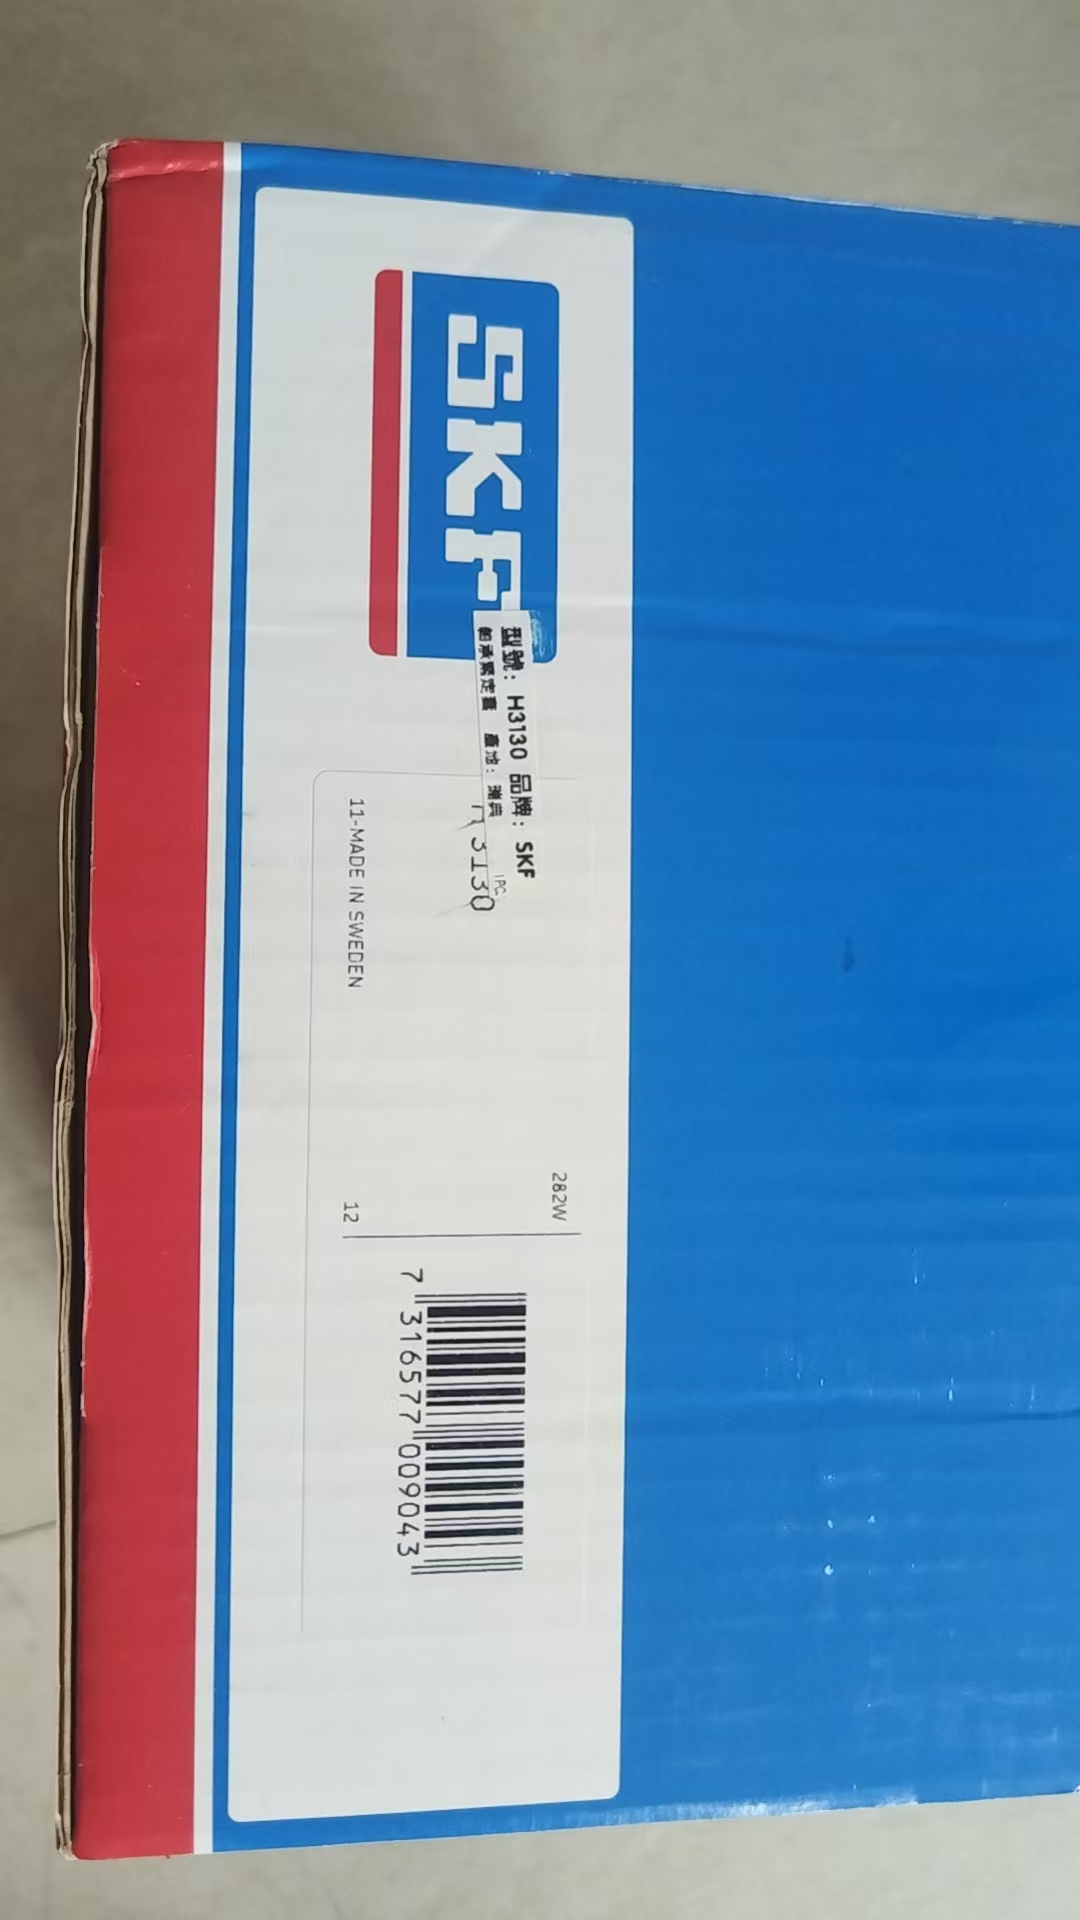 SKF
型號: H3130 品牌: SKF
軸承緊定套 產地: 瑞典
1PC
H 3130
11-MADE IN SWEDEN
282W
12
7 316577 009043